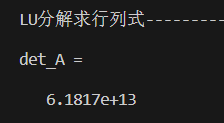 LU分解求行列式---------
det_A =
6.1817e+13